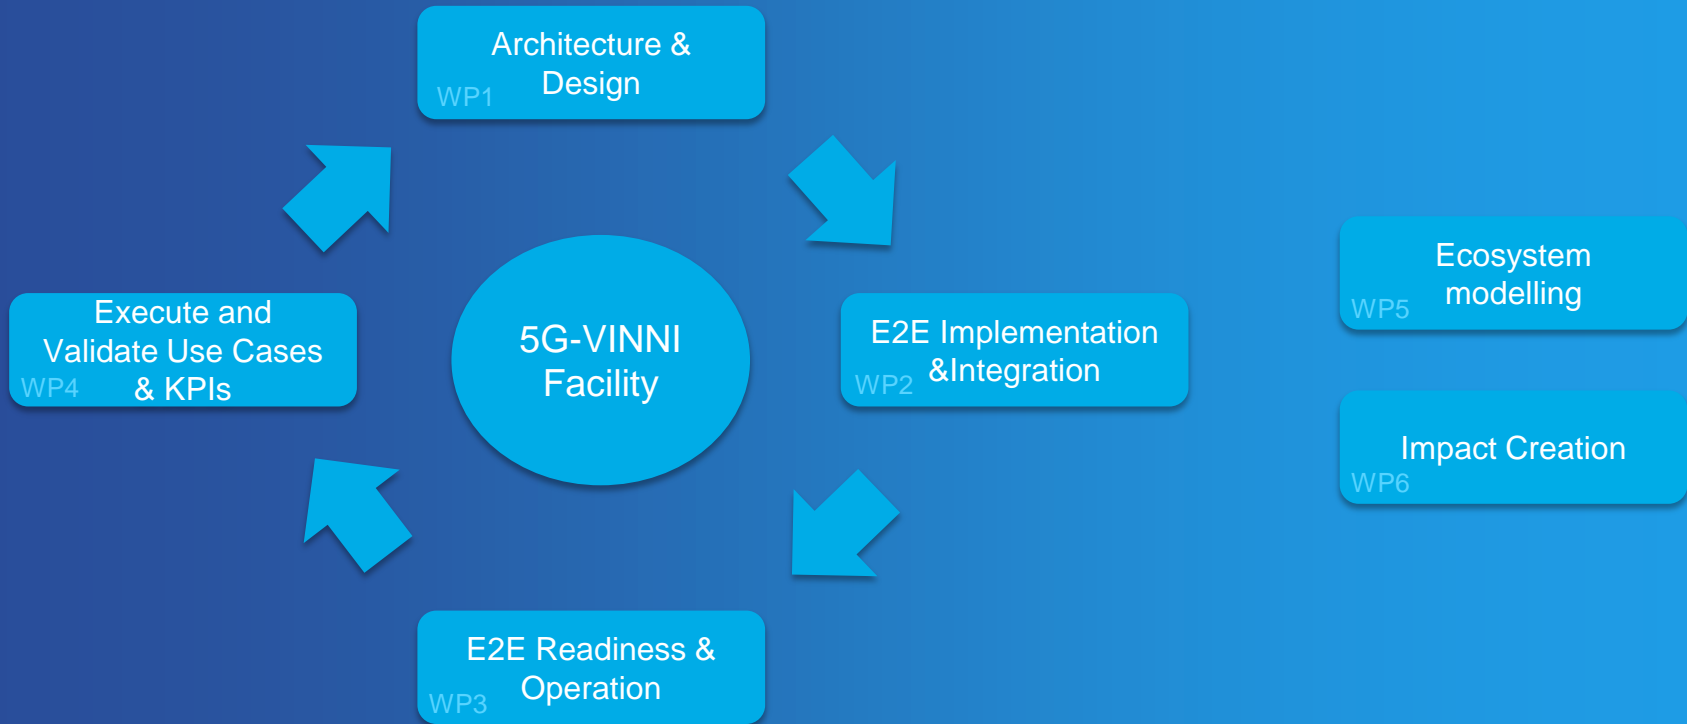 Architecture &
Design
WP1
Execute and
Validate Use Cases
& KPIs
WP4
5G-VINNI
Facility
E2E Implementation
&Integration
WP2
E2E Readiness &
Operation
WP3
Ecosystem
modelling
WP5
Impact Creation
WP6